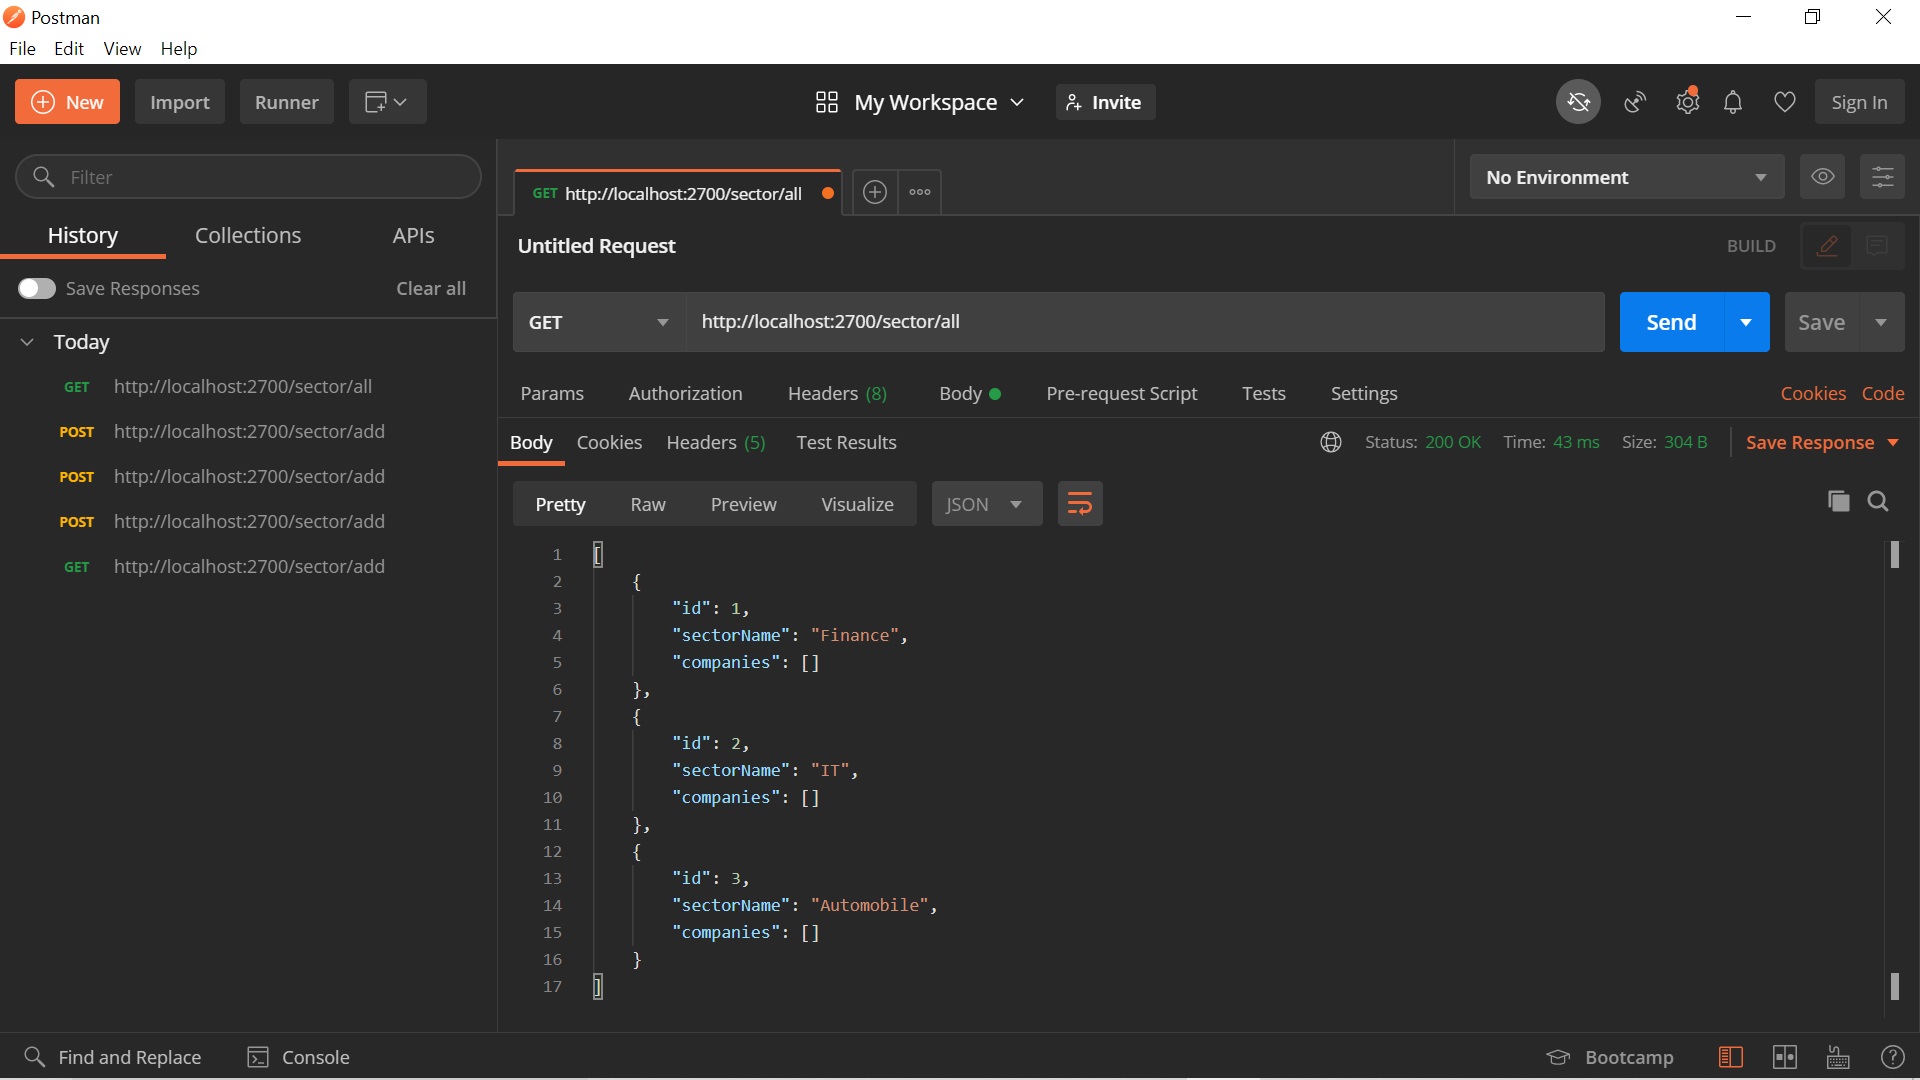 Postman
File Edit View Help
New Import Runner My Workspace Invite Sign In
Filter
GET http://localhost:2700/sector/all
No Environment
History Collections APIs
Untitled Request
BUILD
Save Responses Clear all
GET http://localhost:2700/sector/all Send Save
Today
GET http://localhost:2700/sector/all
POST http://localhost:2700/sector/add
POST http://localhost:2700/sector/add
POST http://localhost:2700/sector/add
GET http://localhost:2700/sector/add
Params Authorization Headers (8) Body Pre-request Script Tests Settings Cookies Code
Body Cookies Headers (5) Test Results Status: 200 OK Time: 43 ms Size: 304 B Save Response
Pretty Raw Preview Visualize JSON
1 [
2 {
3 "id": 1,
4 "sectorName": "Finance",
5 "companies": []
6 },
7 {
8 "id": 2,
9 "sectorName": "IT",
10 "companies": []
11 },
12 {
13 "id": 3,
14 "sectorName": "Automobile",
15 "companies": []
16 }
17 ]
Find and Replace Console Bootcamp